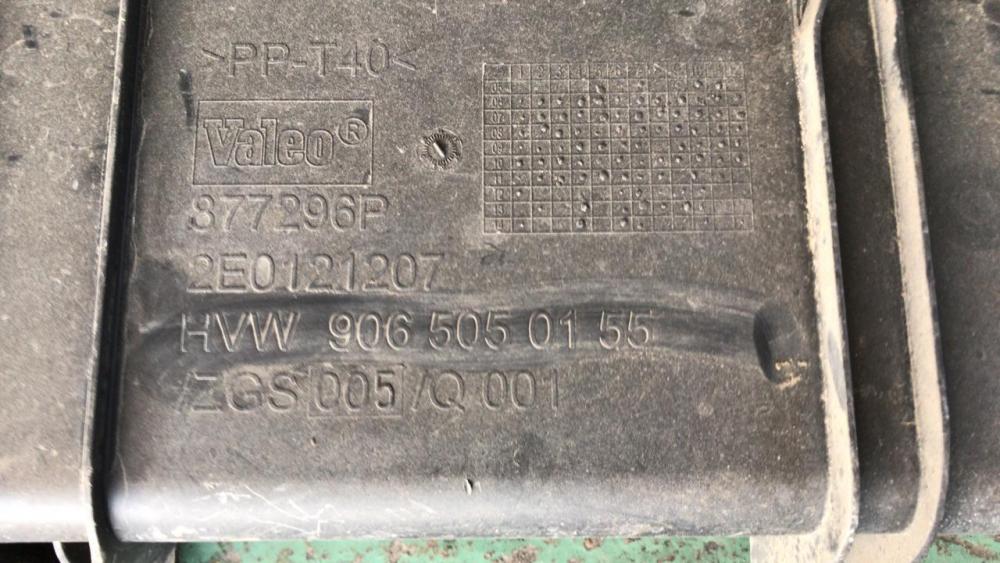 >PP-T40<
Valeo®
877296P
2E0121207
HVW 906 505 01 55
/ZGS 005 /Q 001